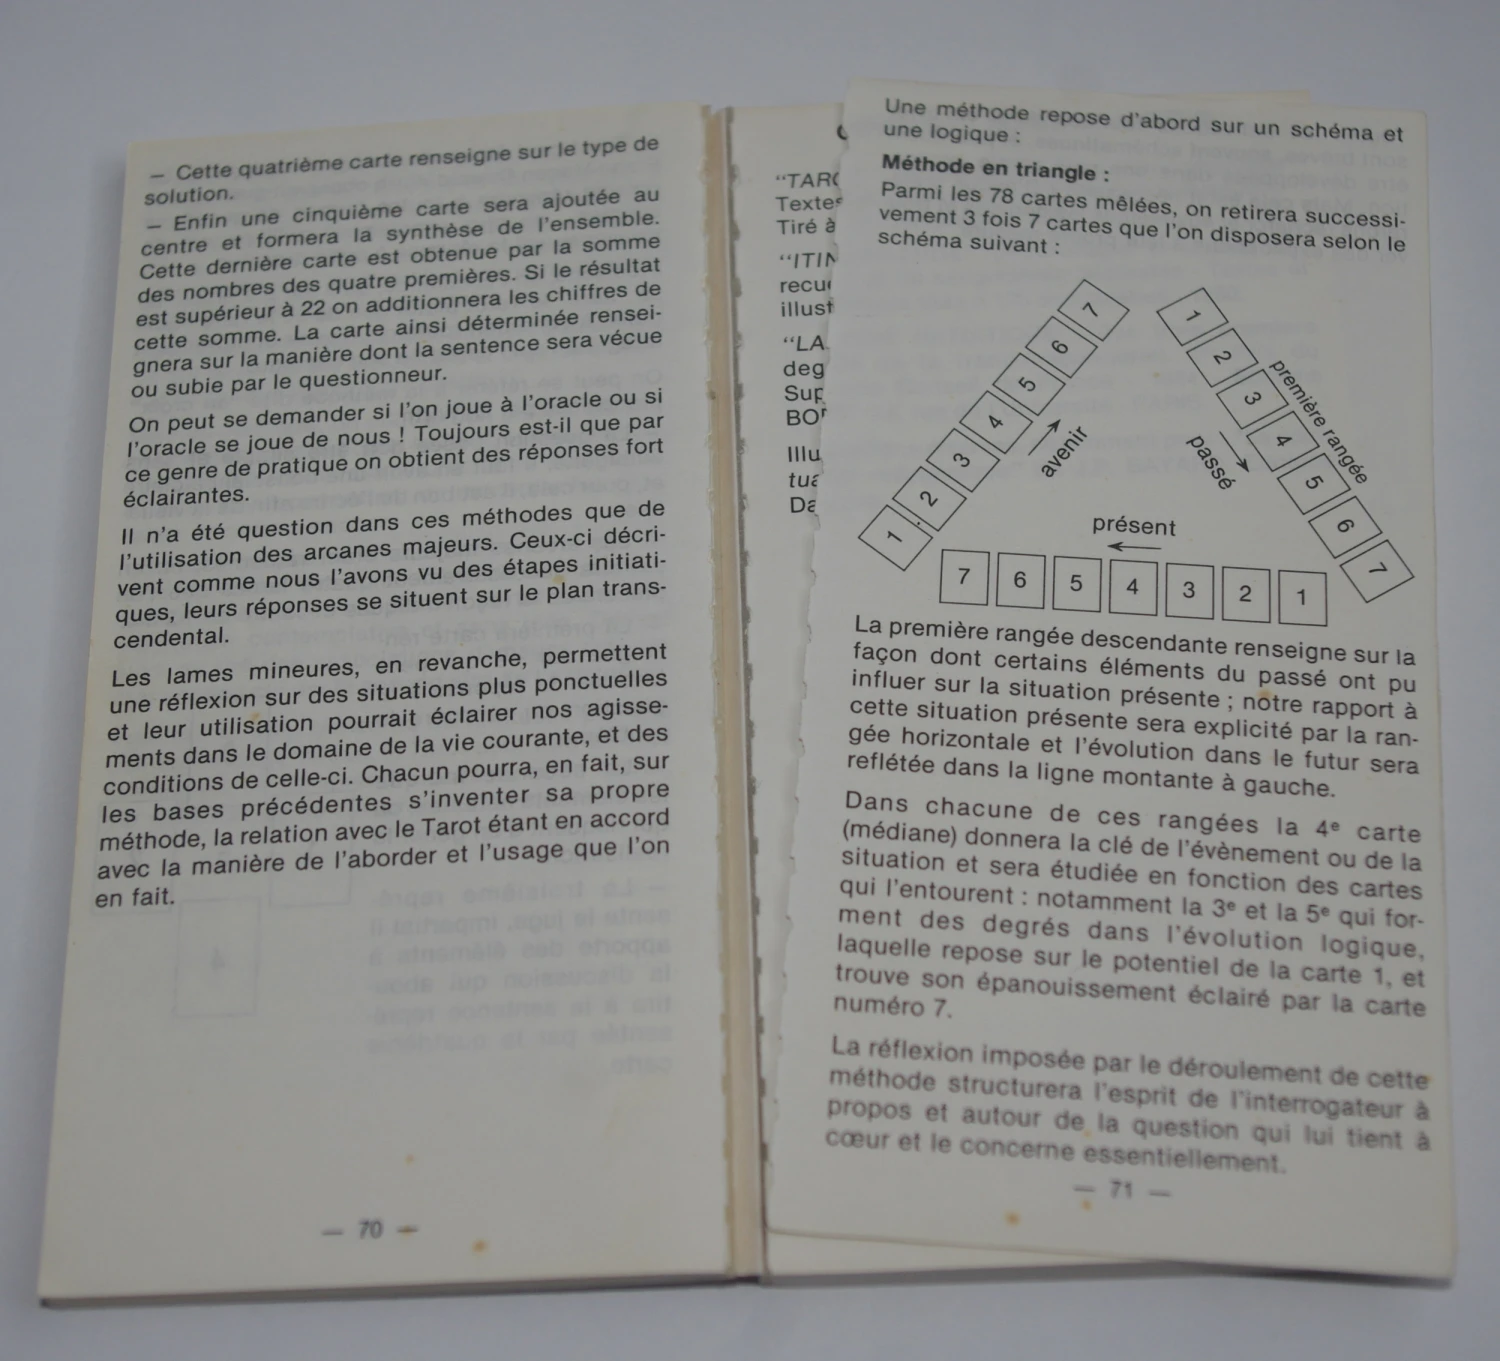 — Cette quatrième carte renseigne sur le type de
solution.
— Enfin une cinquième carte sera ajoutée au
centre et formera la synthèse de l'ensemble.
Cette dernière carte est obtenue par la somme
des nombres des quatre premières. Si le résultat
est supérieur à 22 on additionnera les chiffres de
cette somme. La carte ainsi déterminée rensei-
gnera sur la manière dont la sentence sera vécue
ou subie par le questionneur.
On peut se demander si l'on joue à l'oracle ou si
l'oracle se joue de nous ! Toujours est-il que par
ce genre de pratique on obtient des réponses fort
éclairantes.
Il n'a été question dans ces méthodes que de
l'utilisation des arcanes majeurs. Ceux-ci décri-
vent comme nous l'avons vu des étapes initiati-
ques, leurs réponses se situent sur le plan trans-
cendental.
Les lames mineures, en revanche, permettent
une réflexion sur des situations plus ponctuelles
et leur utilisation pourrait éclairer nos agisse-
ments dans le domaine de la vie courante, et des
conditions de celle-ci. Chacun pourra, en fait, sur
les bases précédentes s'inventer sa propre
méthode, la relation avec le Tarot étant en accord
avec la manière de l'aborder et l'usage que l'on
en fait.
— 70 —
"TARO
Textes
Tiré à
"ITIN
recu
illust
"LA
deg
Sup
BO
Illu
tua
Da
Une méthode repose d'abord sur un schéma et
une logique :
Méthode en triangle :
Parmi les 78 cartes mêlées, on retirera successi-
vement 3 fois 7 cartes que l'on disposera selon le
schéma suivant :
1 2 3 4 5 6 7
avenir
1 2 3 4 5 6 7
première rangée
passé
présent
7 6 5 4 3 2 1
La première rangée descendante renseigne sur la
façon dont certains éléments du passé ont pu
influer sur la situation présente ; notre rapport à
cette situation présente sera explicité par la ran-
gée horizontale et l'évolution dans le futur sera
reflétée dans la ligne montante à gauche.
Dans chacune de ces rangées la 4e carte
(médiane) donnera la clé de l'évènement ou de la
situation et sera étudiée en fonction des cartes
qui l'entourent : notamment la 3e et la 5e qui for-
ment des degrés dans l'évolution logique,
laquelle repose sur le potentiel de la carte 1, et
trouve son épanouissement éclairé par la carte
numéro 7.
La réflexion imposée par le déroulement de cette
méthode structurera l'esprit de l'interrogateur à
propos et autour de la question qui lui tient à
cœur et le concerne essentiellement.
— 71 —